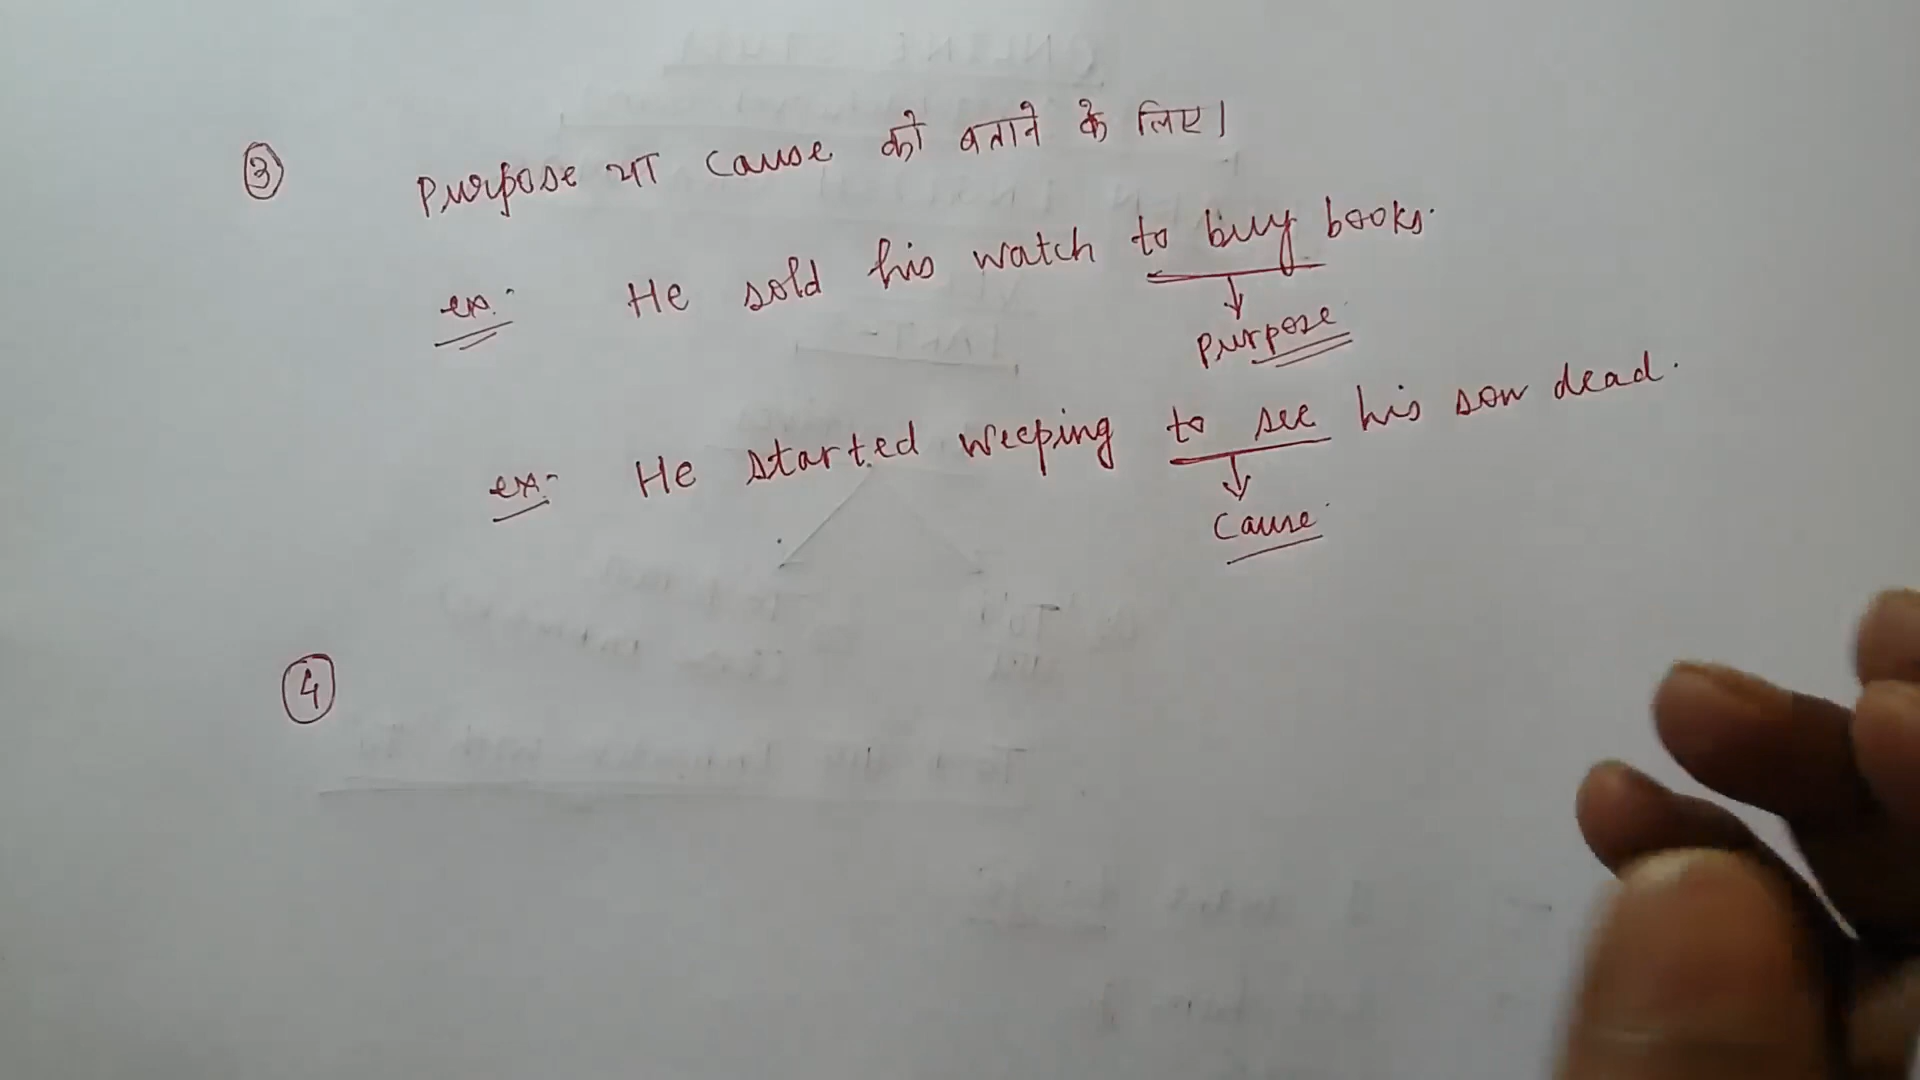 ③ Purpose या Cause को बताने के लिए।
ex:- He sold his watch to buy books.
Purpose
ex:- He started weeping to see his son dead.
Cause
④